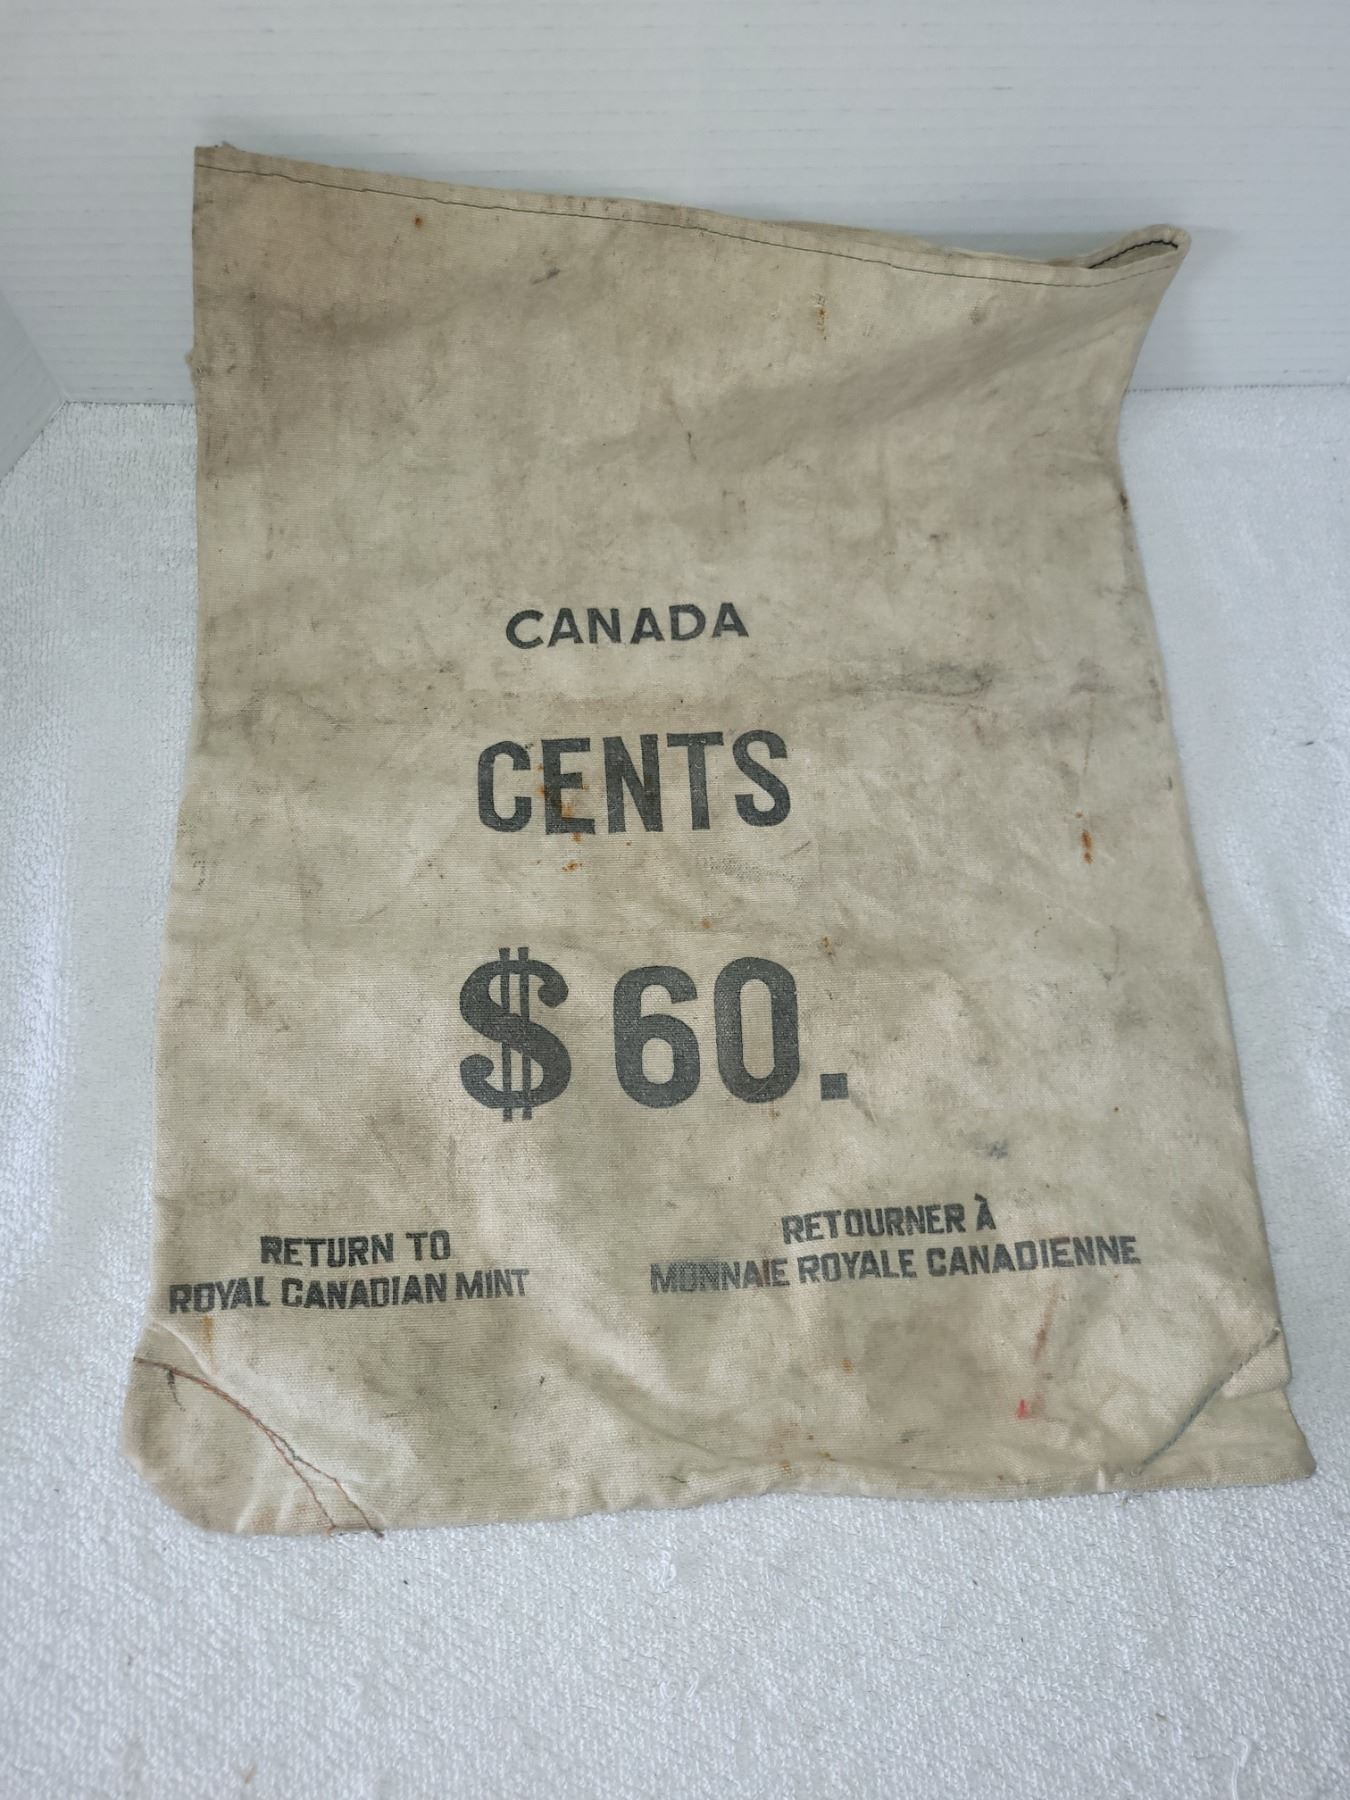 CANADA
CENTS
$60.
RETURN TO
ROYAL CANADIAN MINT
RETOURNER À
MONNAIE ROYALE CANADIENNE